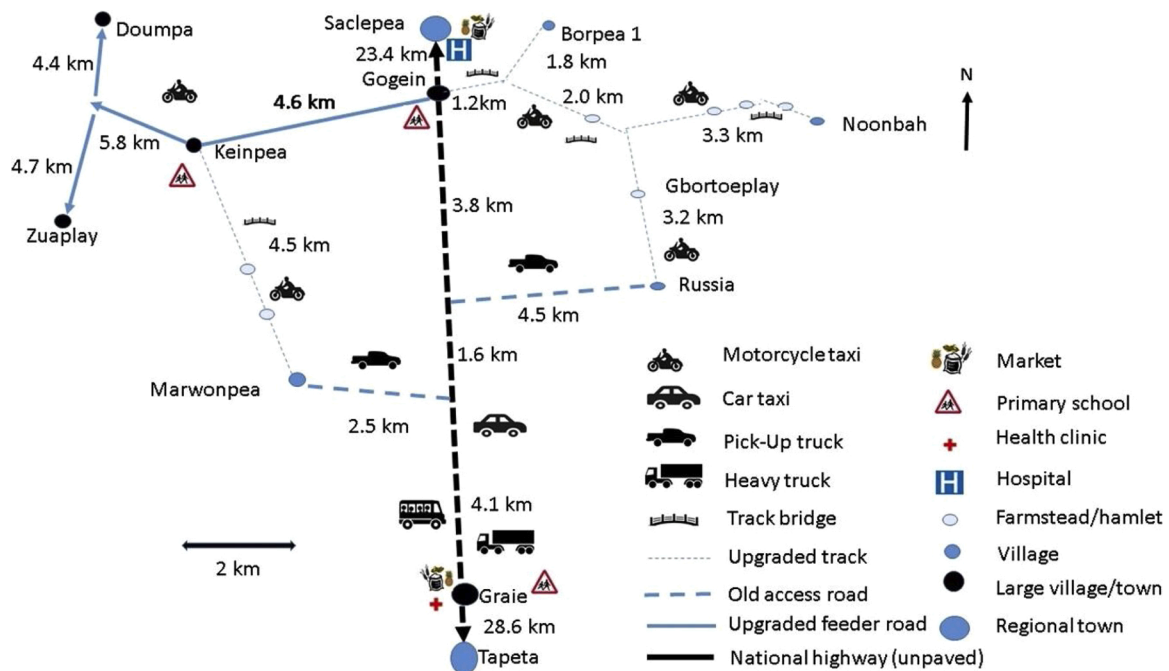 Doumpa
4.4 km
5.8 km
4.7 km
Zuaplay
4.6 km
Keinpea
Saclepea
23.4 km
H
Gogein
1.2km
Borpea 1
1.8 km
2.0 km
3.3 km
Noonbah
N
Gbortoeplay
3.2 km
Russia
3.8 km
4.5 km
4.5 km
1.6 km
Marwonpea
2.5 km
4.1 km
2 km
Graie
28.6 km
Tapeta
Motorcycle taxi
Car taxi
Pick-Up truck
Heavy truck
Track bridge
Upgraded track
Old access road
Upgraded feeder road
National highway (unpaved)
Market
Primary school
Health clinic
H
Hospital
Farmstead/hamlet
Village
Large village/town
Regional town